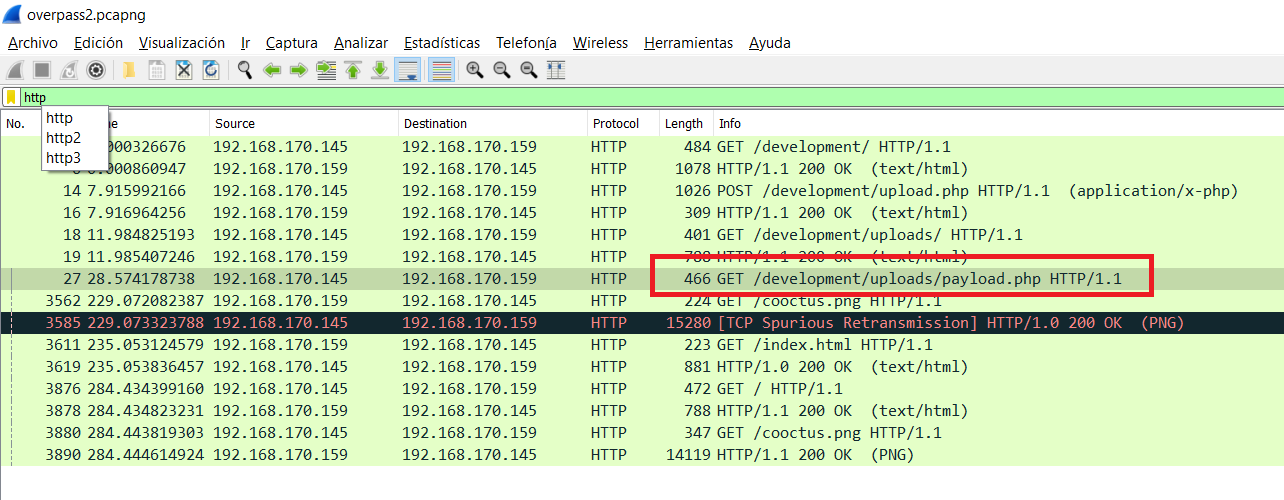 overpass2.pcapng
Archivo Edición Visualización Ir Captura Analizar Estadísticas Telefonía Wireless Herramientas Ayuda
http
http
http2
http3
No. Source Destination Protocol Length Info
000326676 192.168.170.145 192.168.170.159 HTTP 484 GET /development/ HTTP/1.1
000860947 192.168.170.159 192.168.170.145 HTTP 1078 HTTP/1.1 200 OK (text/html)
14 7.915992166 192.168.170.145 192.168.170.159 HTTP 1026 POST /development/upload.php HTTP/1.1 (application/x-php)
16 7.916964256 192.168.170.159 192.168.170.145 HTTP 309 HTTP/1.1 200 OK (text/html)
18 11.984825193 192.168.170.145 192.168.170.159 HTTP 401 GET /development/uploads/ HTTP/1.1
19 11.985407246 192.168.170.159 192.168.170.145 HTTP HTTP/1.1 200 OK (text/html)
27 28.574178738 192.168.170.145 192.168.170.159 HTTP 466 GET /development/uploads/payload.php HTTP/1.1
3562 229.072082387 192.168.170.159 192.168.170.145 HTTP 224 GET /cooctus.png HTTP/1.1
3585 229.073323788 192.168.170.145 192.168.170.159 HTTP 15280 [TCP Spurious Retransmission] HTTP/1.0 200 OK (PNG)
3611 235.053124579 192.168.170.159 192.168.170.145 HTTP 223 GET /index.html HTTP/1.1
3619 235.053836457 192.168.170.145 192.168.170.159 HTTP 881 HTTP/1.0 200 OK (text/html)
3876 284.434399160 192.168.170.145 192.168.170.159 HTTP 472 GET / HTTP/1.1
3878 284.434823231 192.168.170.159 192.168.170.145 HTTP 788 HTTP/1.1 200 OK (text/html)
3880 284.443819303 192.168.170.145 192.168.170.159 HTTP 347 GET /cooctus.png HTTP/1.1
3890 284.444614924 192.168.170.159 192.168.170.145 HTTP 14119 HTTP/1.1 200 OK (PNG)